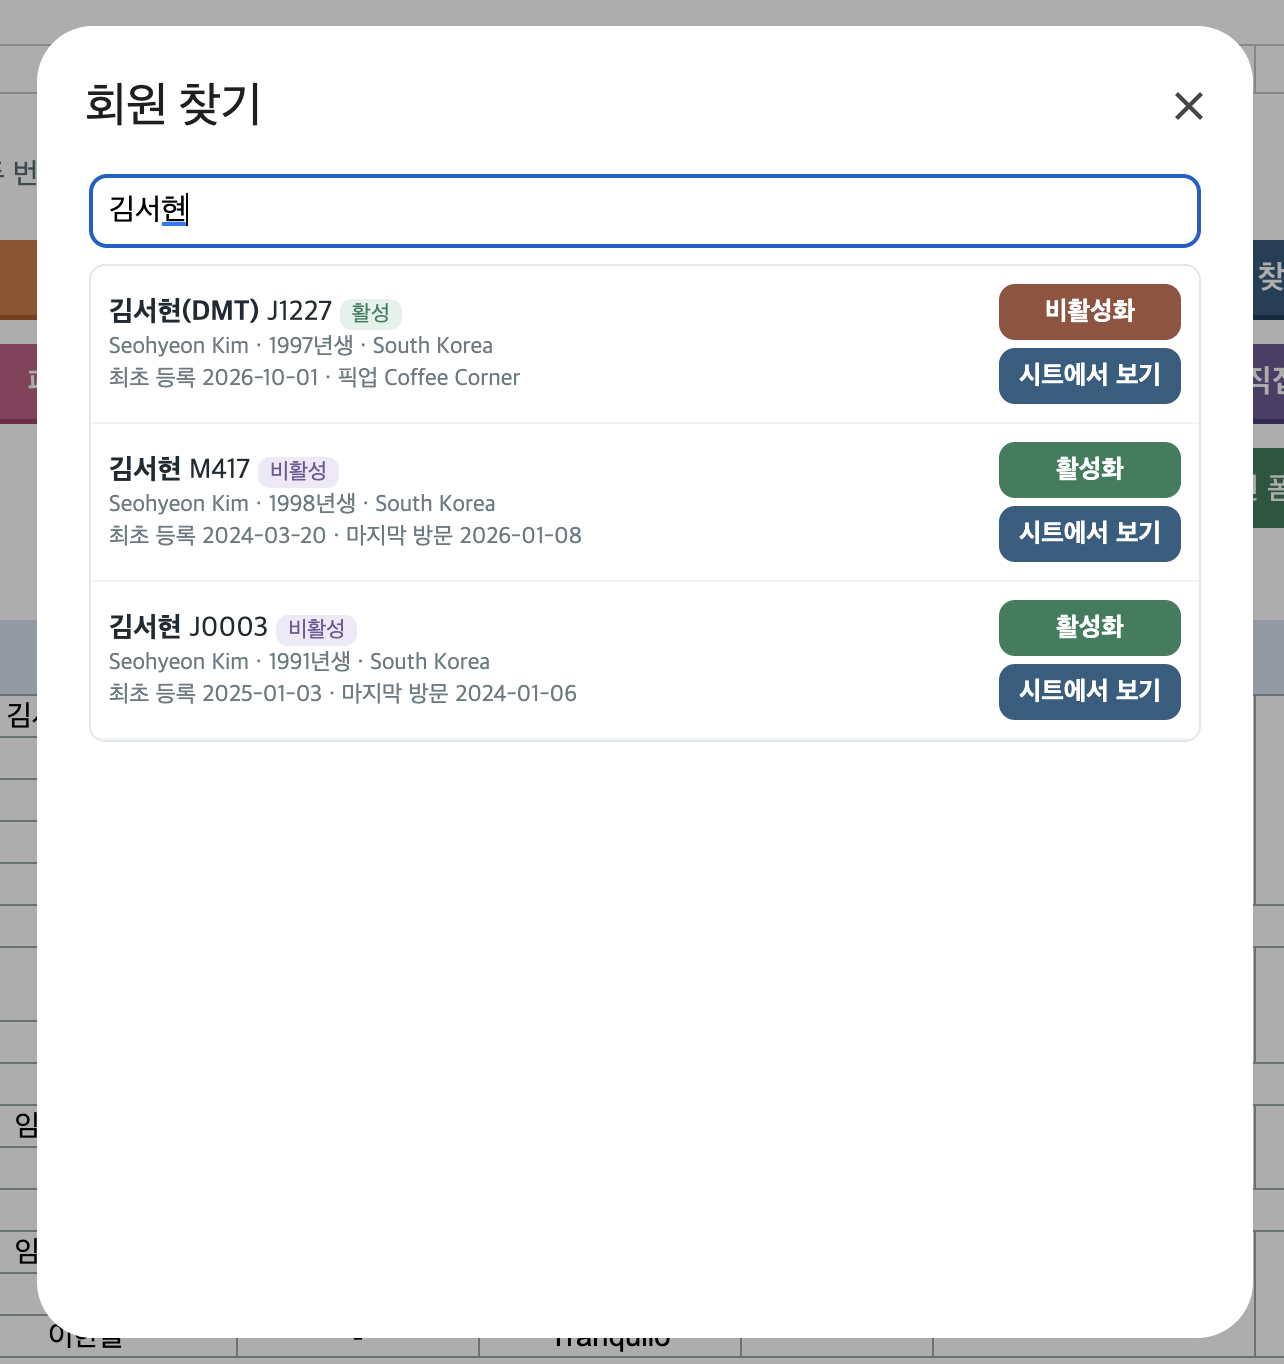 회원 찾기
김서현
김서현(DMT) J1227 활성
Seohyeon Kim · 1997년생 · South Korea
최초 등록 2026-10-01 · 픽업 Coffee Corner
비활성화
시트에서 보기
김서현 M417 비활성
Seohyeon Kim · 1998년생 · South Korea
최초 등록 2024-03-20 · 마지막 방문 2026-01-08
활성화
시트에서 보기
김서현 J0003 비활성
Seohyeon Kim · 1991년생 · South Korea
최초 등록 2025-01-03 · 마지막 방문 2024-01-06
활성화
시트에서 보기
번
찾
임
임
-
Tranquilo